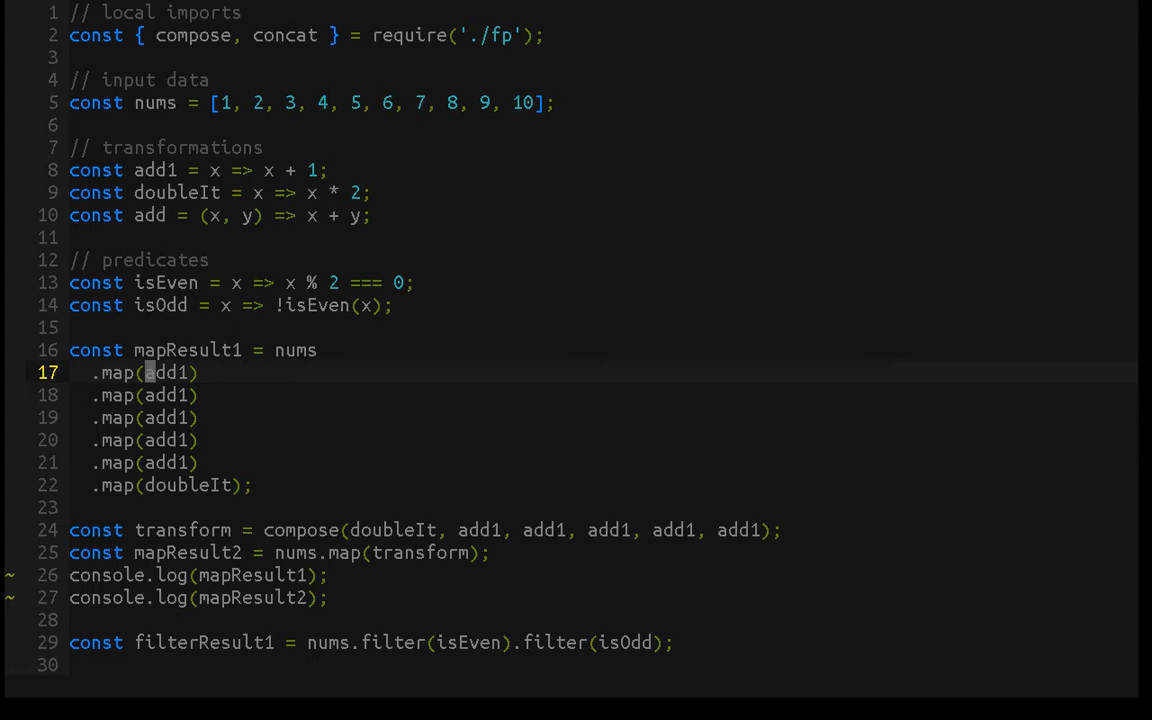 1 // local imports
2 const { compose, concat } = require('./fp');
3
4 // input data
5 const nums = [1, 2, 3, 4, 5, 6, 7, 8, 9, 10];
6
7 // transformations
8 const add1 = x => x + 1;
9 const doubleIt = x => x * 2;
10 const add = (x, y) => x + y;
11
12 // predicates
13 const isEven = x => x % 2 === 0;
14 const isOdd = x => !isEven(x);
15
16 const mapResult1 = nums
17   .map(add1)
18   .map(add1)
19   .map(add1)
20   .map(add1)
21   .map(add1)
22   .map(doubleIt);
23
24 const transform = compose(doubleIt, add1, add1, add1, add1, add1);
25 const mapResult2 = nums.map(transform);
~ 26 console.log(mapResult1);
~ 27 console.log(mapResult2);
28
29 const filterResult1 = nums.filter(isEven).filter(isOdd);
30